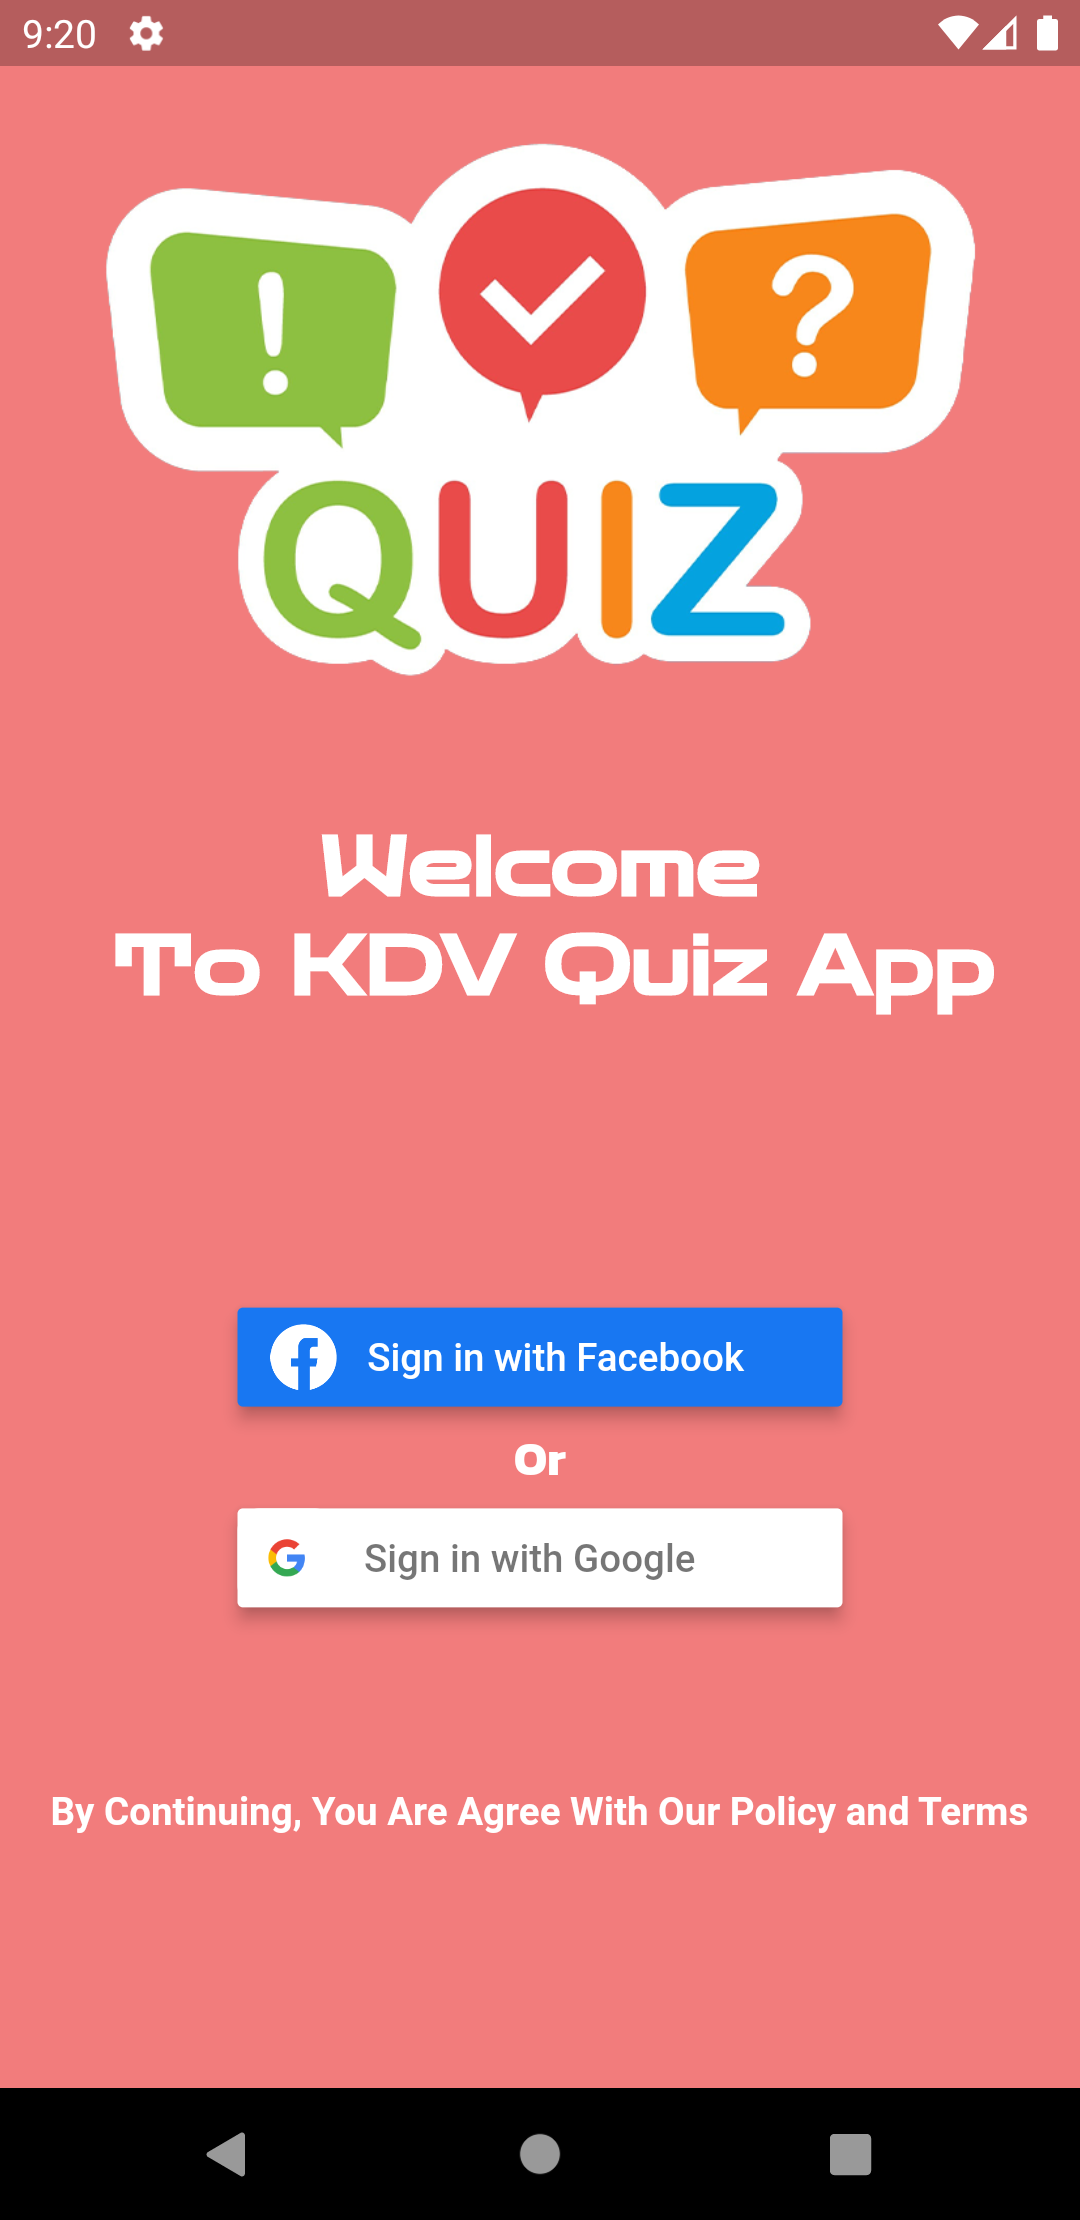 9:20
!
?
QUIZ
Welcome
To KDV Quiz App
Sign in with Facebook
Or
Sign in with Google
By Continuing, You Are Agree With Our Policy and Terms